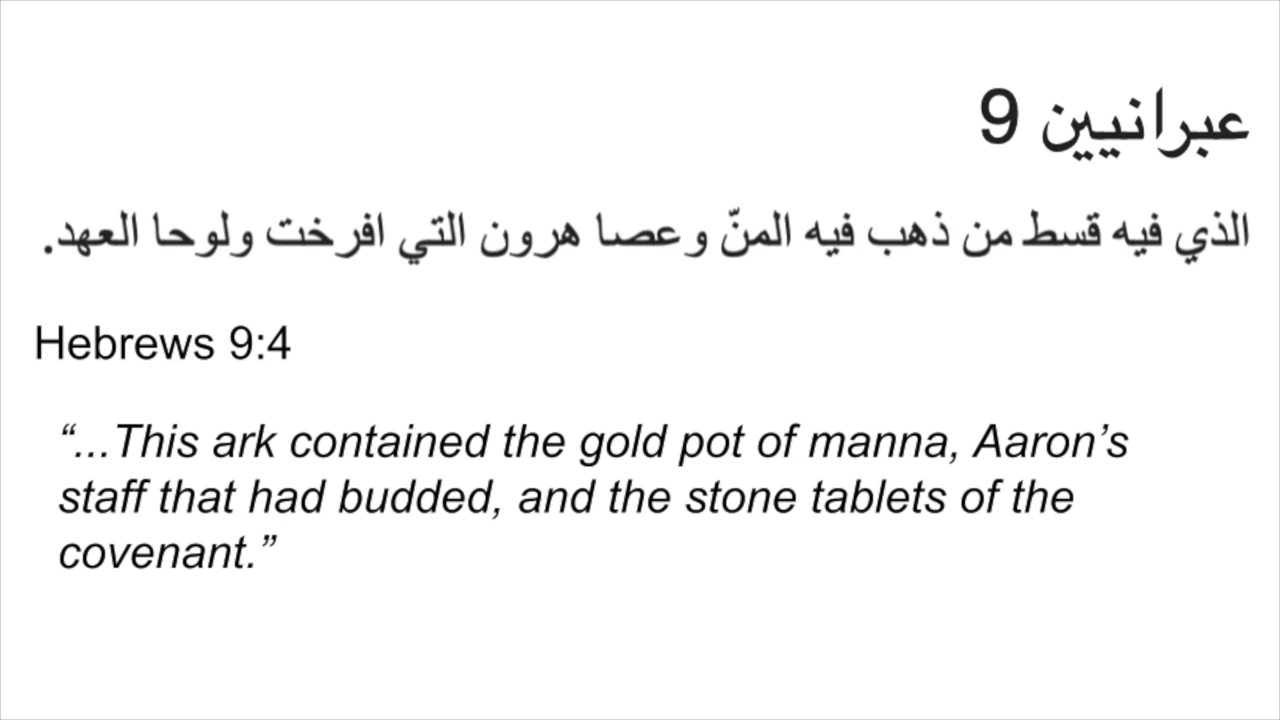 عبرانيين 9
الذي فيه قسط من ذهب فيه المنّ وعصا هرون التي افرخت ولوحا العهد.
Hebrews 9:4
“...This ark contained the gold pot of manna, Aaron’s
staff that had budded, and the stone tablets of the
covenant.”